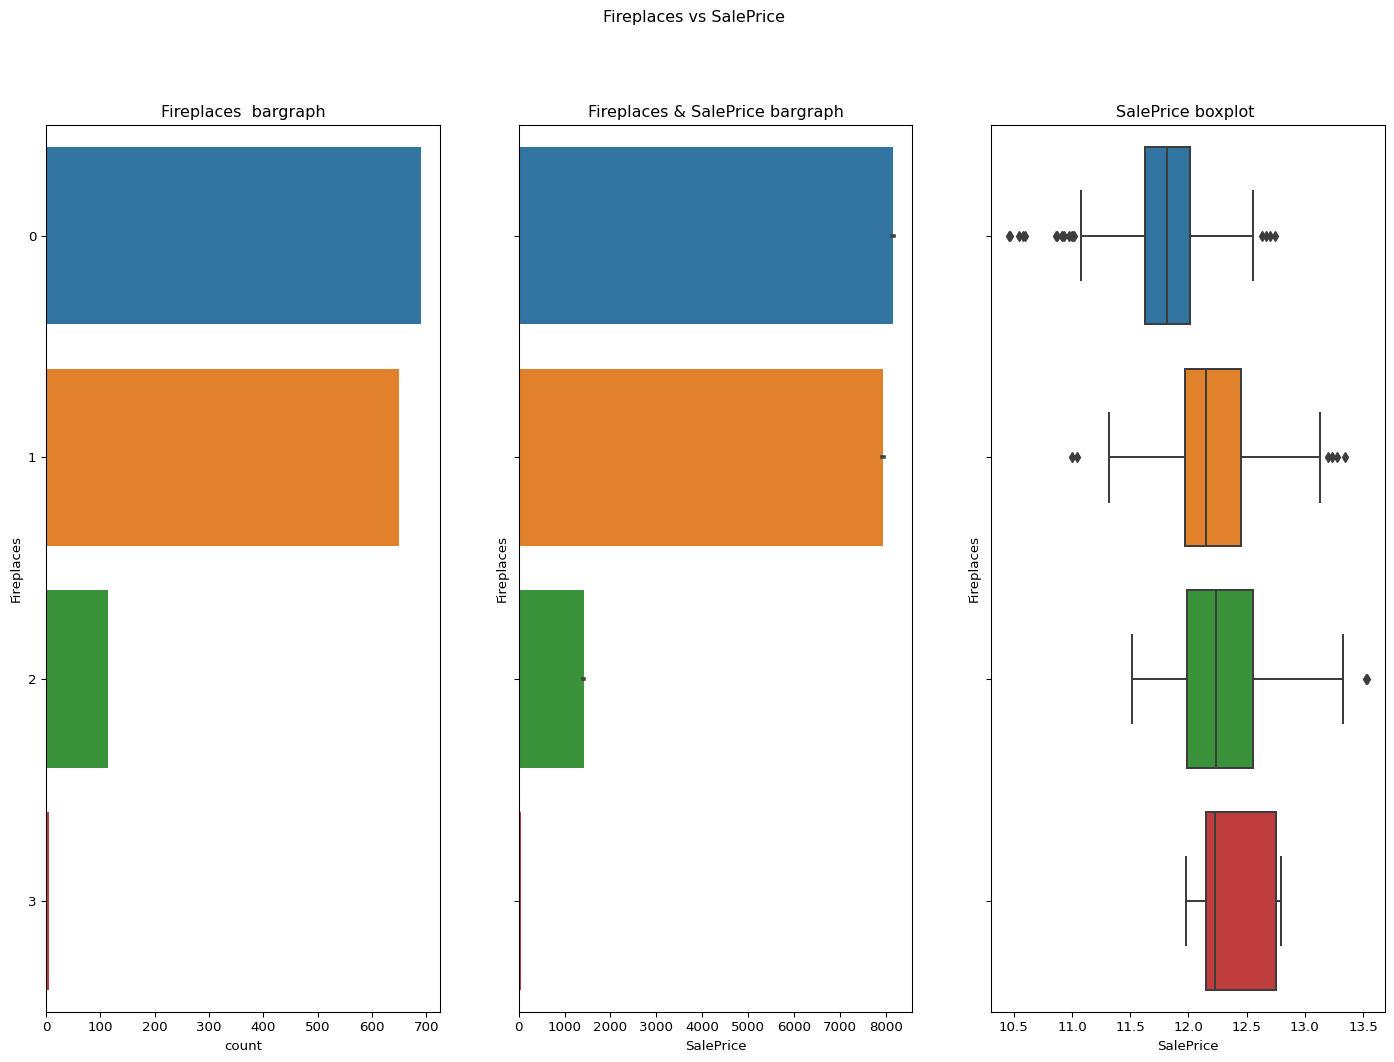 Fireplaces vs SalePrice
Fireplaces  bargraph
Fireplaces
0
1
2
3
0 100 200 300 400 500 600 700
count
Fireplaces & SalePrice bargraph
Fireplaces
0 1000 2000 3000 4000 5000 6000 7000 8000
SalePrice
SalePrice boxplot
Fireplaces
10.5 11.0 11.5 12.0 12.5 13.0 13.5
SalePrice